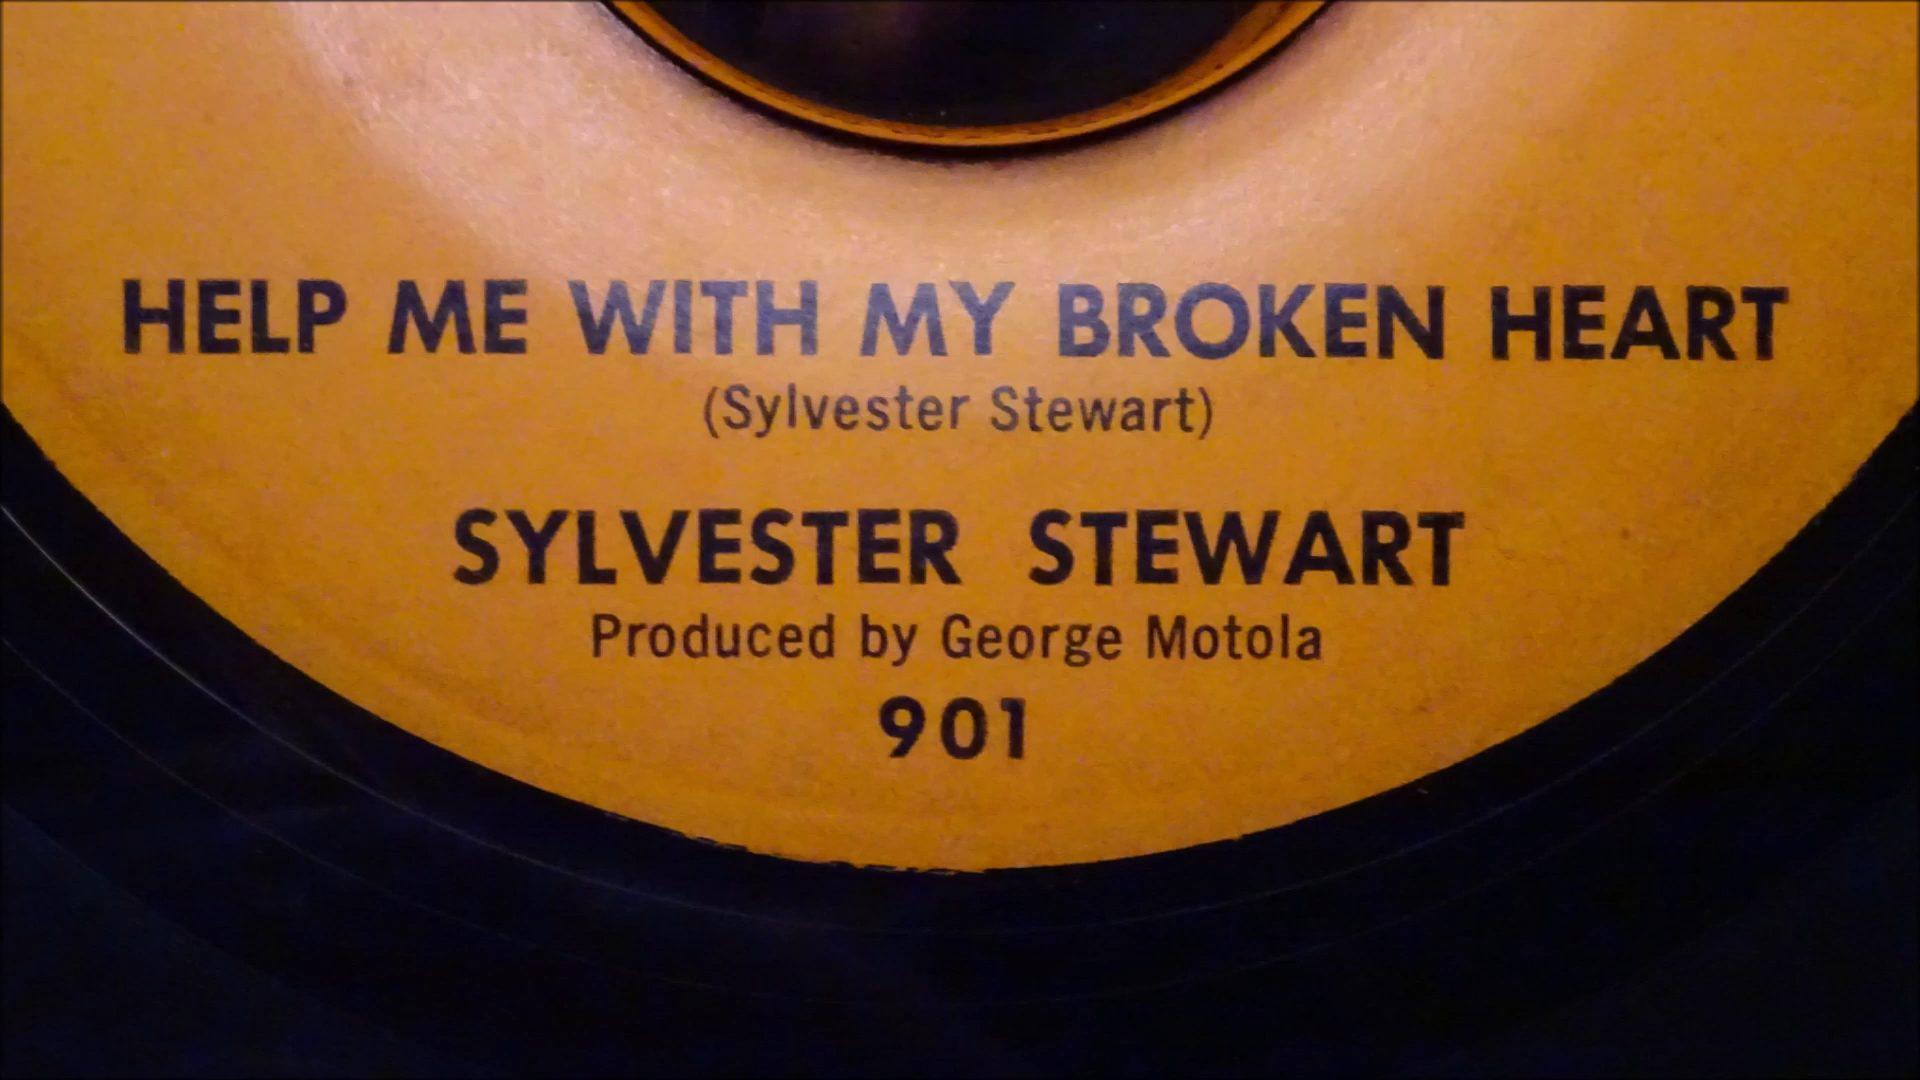 HELP ME WITH MY BROKEN HEART
(Sylvester Stewart)
SYLVESTER STEWART
Produced by George Motola
901